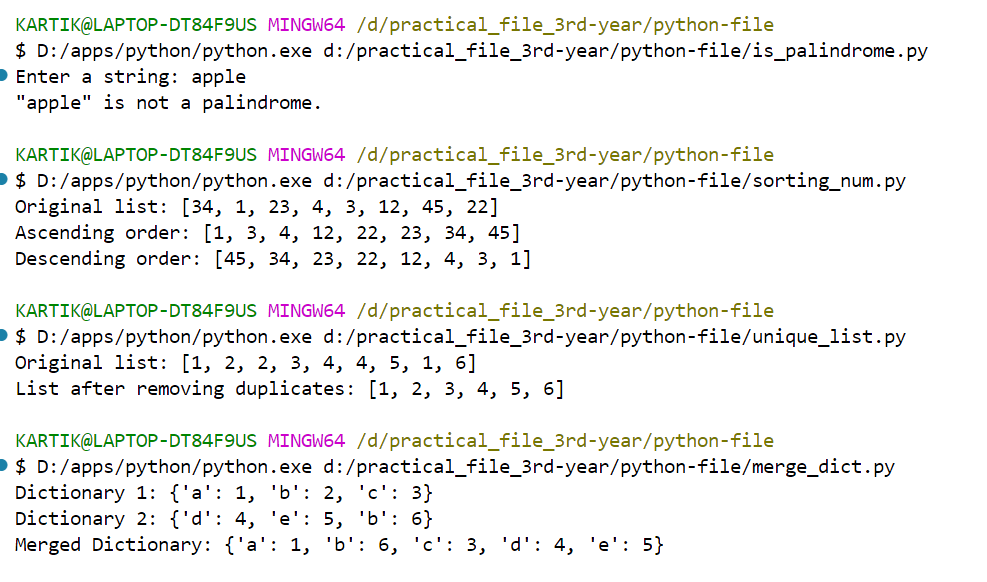 KARTIK@LAPTOP-DT84F9US MINGW64 /d/practical_file_3rd-year/python-file
$ D:/apps/python/python.exe d:/practical_file_3rd-year/python-file/is_palindrome.py
Enter a string: apple
"apple" is not a palindrome.
KARTIK@LAPTOP-DT84F9US MINGW64 /d/practical_file_3rd-year/python-file
$ D:/apps/python/python.exe d:/practical_file_3rd-year/python-file/sorting_num.py
Original list: [34, 1, 23, 4, 3, 12, 45, 22]
Ascending order: [1, 3, 4, 12, 22, 23, 34, 45]
Descending order: [45, 34, 23, 22, 12, 4, 3, 1]
KARTIK@LAPTOP-DT84F9US MINGW64 /d/practical_file_3rd-year/python-file
$ D:/apps/python/python.exe d:/practical_file_3rd-year/python-file/unique_list.py
Original list: [1, 2, 2, 3, 4, 4, 5, 1, 6]
List after removing duplicates: [1, 2, 3, 4, 5, 6]
KARTIK@LAPTOP-DT84F9US MINGW64 /d/practical_file_3rd-year/python-file
$ D:/apps/python/python.exe d:/practical_file_3rd-year/python-file/merge_dict.py
Dictionary 1: {'a': 1, 'b': 2, 'c': 3}
Dictionary 2: {'d': 4, 'e': 5, 'b': 6}
Merged Dictionary: {'a': 1, 'b': 6, 'c': 3, 'd': 4, 'e': 5}